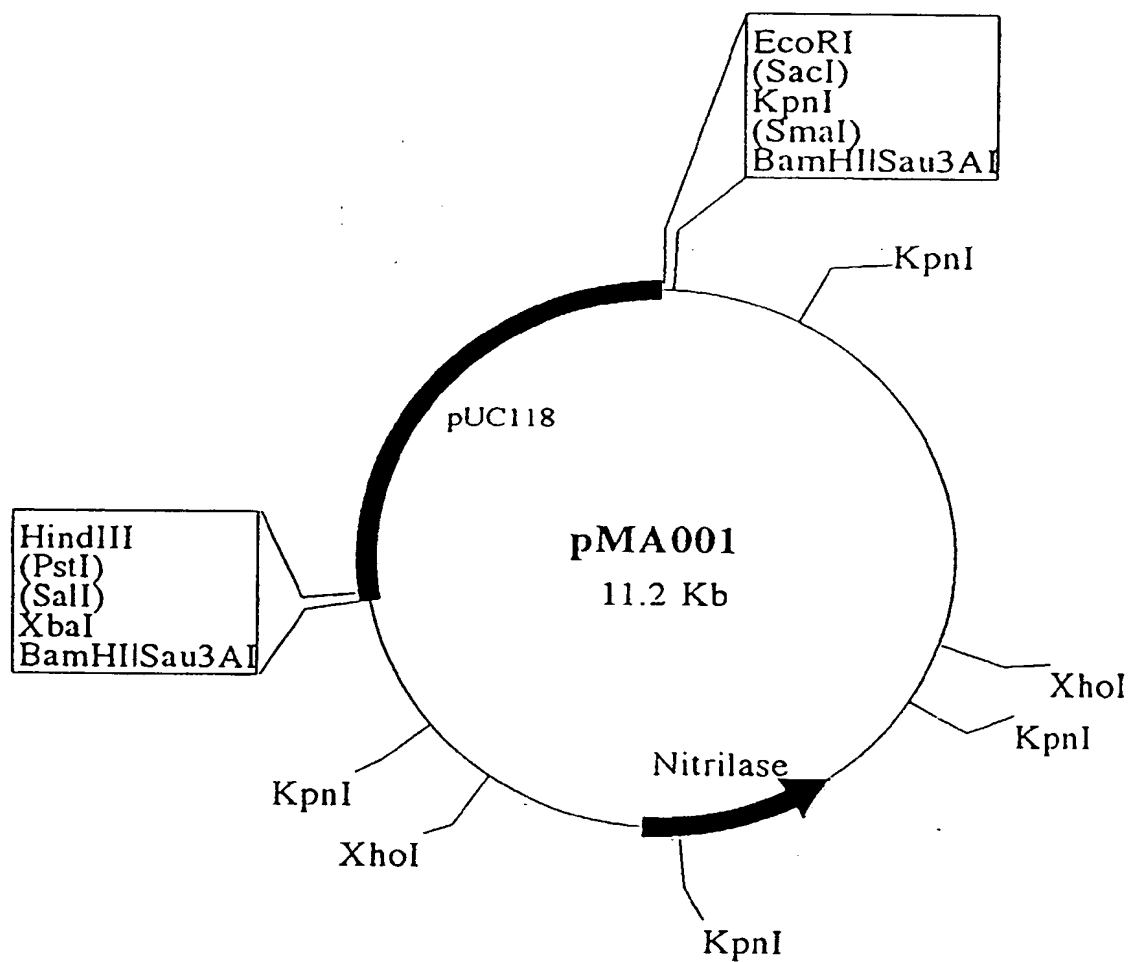 EcoRI
(SacI)
KpnI
(SmaI)
BamHI||Sau3AI
KpnI
pUC118
HindIII
(PstI)
(SalI)
XbaI
BamHI||Sau3AI
pMA001
11.2 Kb
XhoI
KpnI
Nitrilase
KpnI
XhoI
KpnI